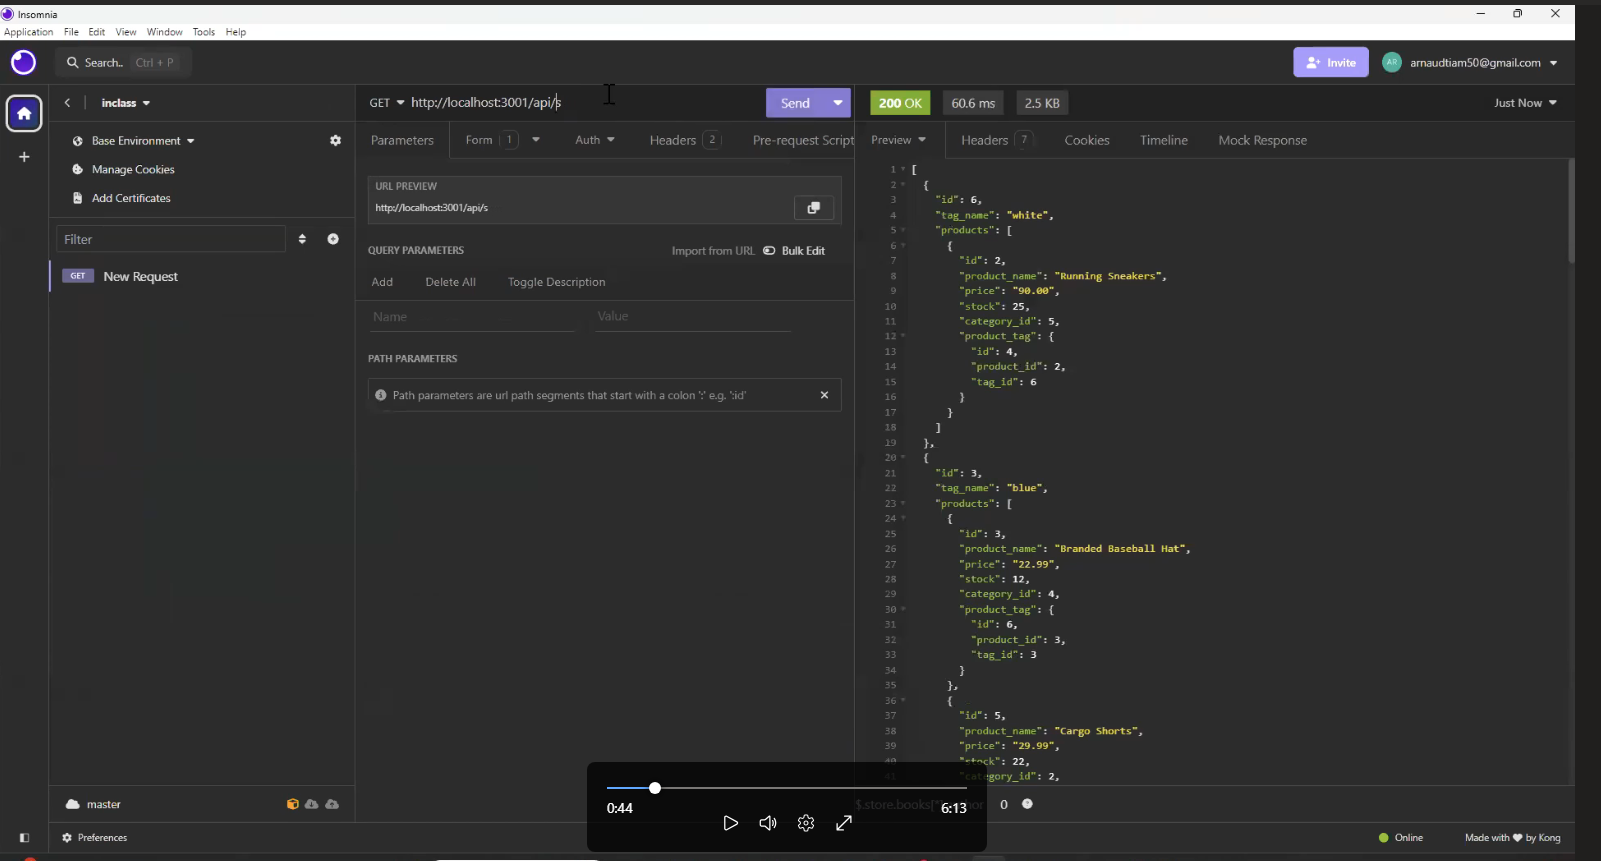 Insomnia
Application File Edit View Window Tools Help
Search.. Ctrl + P
Invite
AR
arnaudtiam50@gmail.com
inclass
GET http://localhost:3001/api/s
Send
200 OK
60.6 ms
2.5 KB
Just Now
Base Environment
Manage Cookies
Add Certificates
Filter
GET New Request
Parameters Form 1 Auth Headers 2 Pre-request Script
URL PREVIEW
http://localhost:3001/api/s
QUERY PARAMETERS Import from URL Bulk Edit
Add Delete All Toggle Description
Name Value
PATH PARAMETERS
Path parameters are url path segments that start with a colon ':' e.g. ':id'
Preview Headers 7 Cookies Timeline Mock Response
1 [
2 {
3 "id": 6,
4 "tag_name": "white",
5 "products": [
6 {
7 "id": 2,
8 "product_name": "Running Sneakers",
9 "price": "90.00",
10 "stock": 25,
11 "category_id": 5,
12 "product_tag": {
13 "id": 4,
14 "product_id": 2,
15 "tag_id": 6
16 }
17 }
18 ]
19 },
20 {
21 "id": 3,
22 "tag_name": "blue",
23 "products": [
24 {
25 "id": 3,
26 "product_name": "Branded Baseball Hat",
27 "price": "22.99",
28 "stock": 12,
29 "category_id": 4,
30 "product_tag": {
31 "id": 6,
32 "product_id": 3,
33 "tag_id": 3
34 }
35 },
36 {
37 "id": 5,
38 "product_name": "Cargo Shorts",
39 "price": "29.99",
40 "stock": 22,
41 "category_id": 2,
0:44 6:13
master
0
Preferences
Online
Made with ❤ by Kong